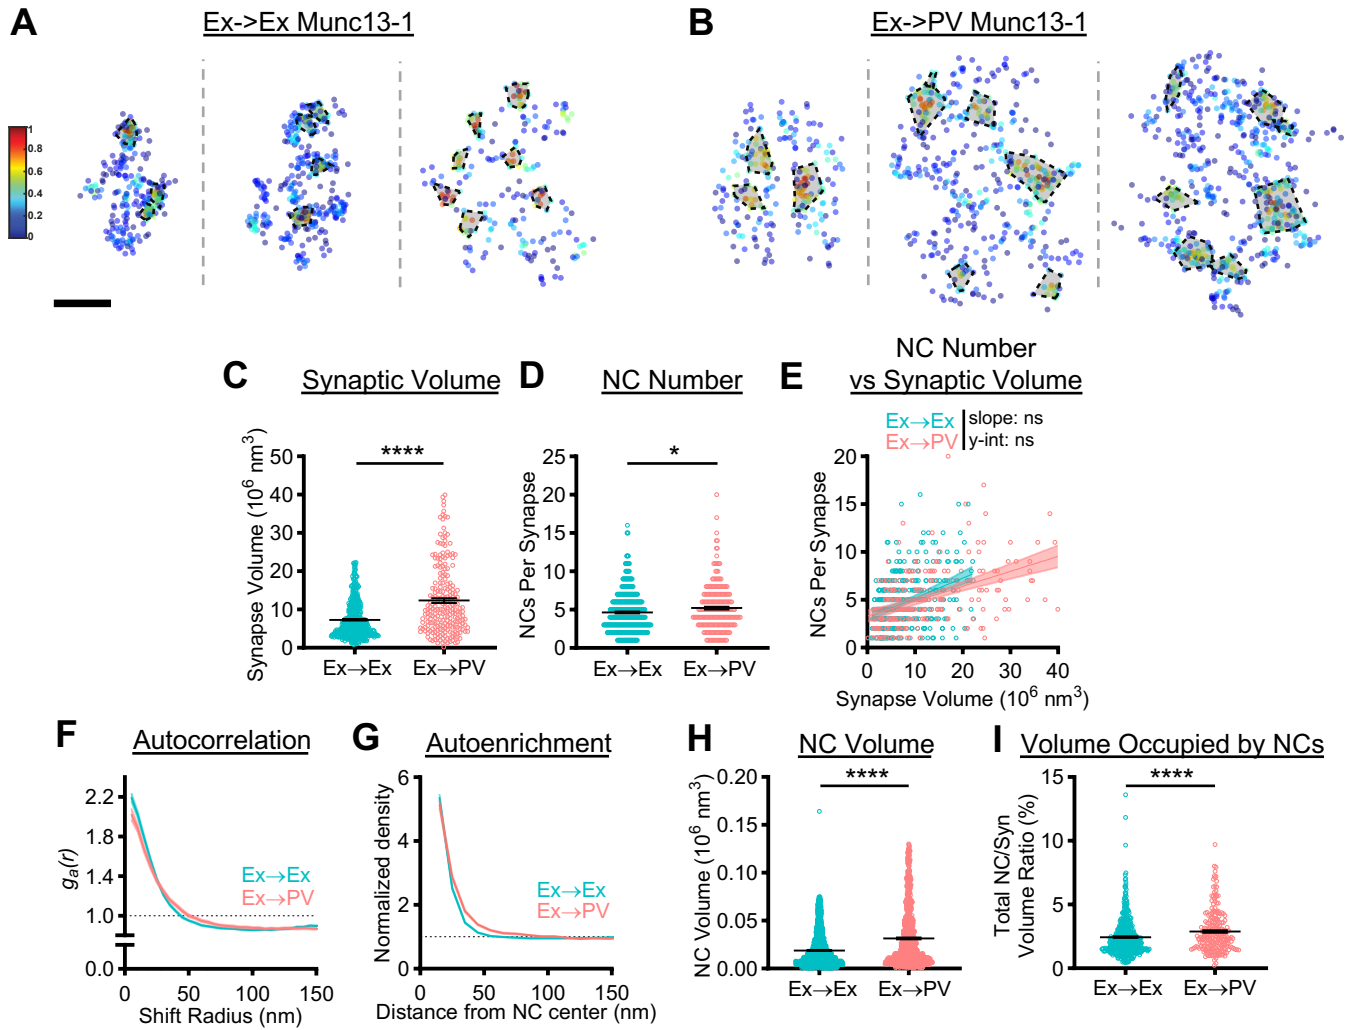 A
Ex->Ex Munc13-1
B
Ex->PV Munc13-1
1
0.8
0.6
0.4
0.2
0
C
Synaptic Volume
Synapse Volume (10⁶ nm³)
50
40
30
20
10
0
****
Ex→Ex
Ex→PV
D
NC Number
NCs Per Synapse
25
20
15
10
5
0
*
Ex→Ex
Ex→PV
E
NC Number
vs Synaptic Volume
Ex→Ex
Ex→PV
slope: ns
y-int: ns
NCs Per Synapse
20
15
10
5
0
0
10
20
30
40
Synapse Volume (10⁶ nm³)
F
Autocorrelation
gₐ(r)
2.2
1.8
1.4
1.0
0.0
Ex→Ex
Ex→PV
0
50
100
150
Shift Radius (nm)
G
Autoenrichment
Normalized density
6
4
2
0
Ex→Ex
Ex→PV
0
50
100
150
Distance from NC center (nm)
H
NC Volume
NC Volume (10⁶ nm³)
0.20
0.15
0.10
0.05
0.00
****
Ex→Ex
Ex→PV
I
Volume Occupied by NCs
Total NC/Syn
Volume Ratio (%)
15
10
5
0
****
Ex→Ex
Ex→PV